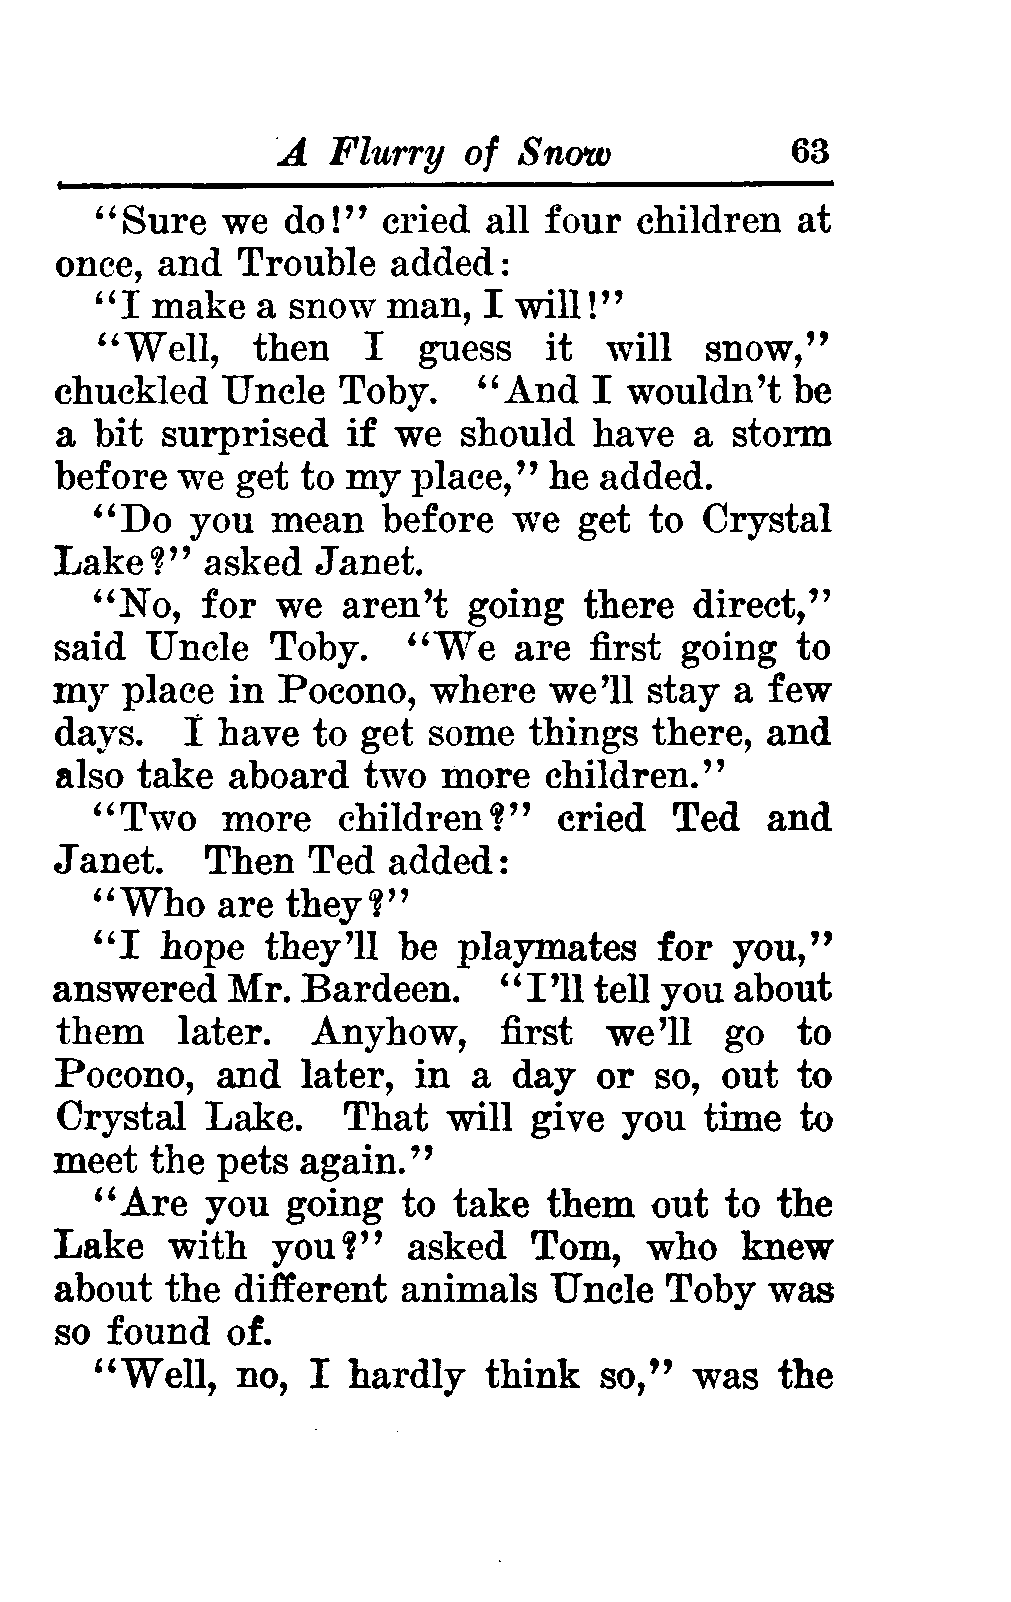 A Flurry of Snow 63
"Sure we do!" cried all four children at
once, and Trouble added:
"I make a snow man, I will!"
"Well, then I guess it will snow,"
chuckled Uncle Toby. "And I wouldn't be
a bit surprised if we should have a storm
before we get to my place," he added.
"Do you mean before we get to Crystal
Lake?" asked Janet.
"No, for we aren't going there direct,"
said Uncle Toby. "We are first going to
my place in Pocono, where we'll stay a few
days. I have to get some things there, and
also take aboard two more children."
"Two more children?" cried Ted and
Janet. Then Ted added:
"Who are they?"
"I hope they'll be playmates for you,"
answered Mr. Bardeen. "I'll tell you about
them later. Anyhow, first we'll go to
Pocono, and later, in a day or so, out to
Crystal Lake. That will give you time to
meet the pets again."
"Are you going to take them out to the
Lake with you?" asked Tom, who knew
about the different animals Uncle Toby was
so found of.
"Well, no, I hardly think so," was the